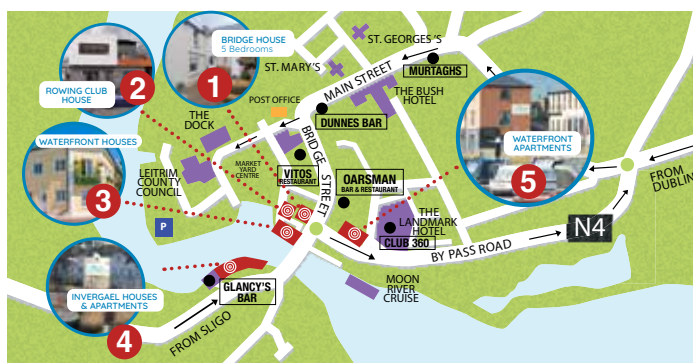 BRIDGE HOUSE
5 Bedrooms
1
2
ROWING CLUB
HOUSE
WATERFRONT HOUSES
3
INVERGAEL HOUSES
& APARTMENTS
4
WATERFRONT
APARTMENTS
5
ST. GEORGES'S
ST. MARY'S
MURTAGHS
MAIN STREET
THE BUSH
HOTEL
POST OFFICE
DUNNES BAR
THE
DOCK
BRIDGE STREET
MARKET
YARD
CENTRE
VITOS
RESTAURANT
LEITRIM
COUNTY
COUNCIL
P
OARSMAN
BAR & RESTAURANT
THE
LANDMARK
HOTEL
CLUB 360
BY PASS ROAD
N4
FROM
DUBLIN
MOON
RIVER
CRUISE
GLANCY'S
BAR
FROM SLIGO